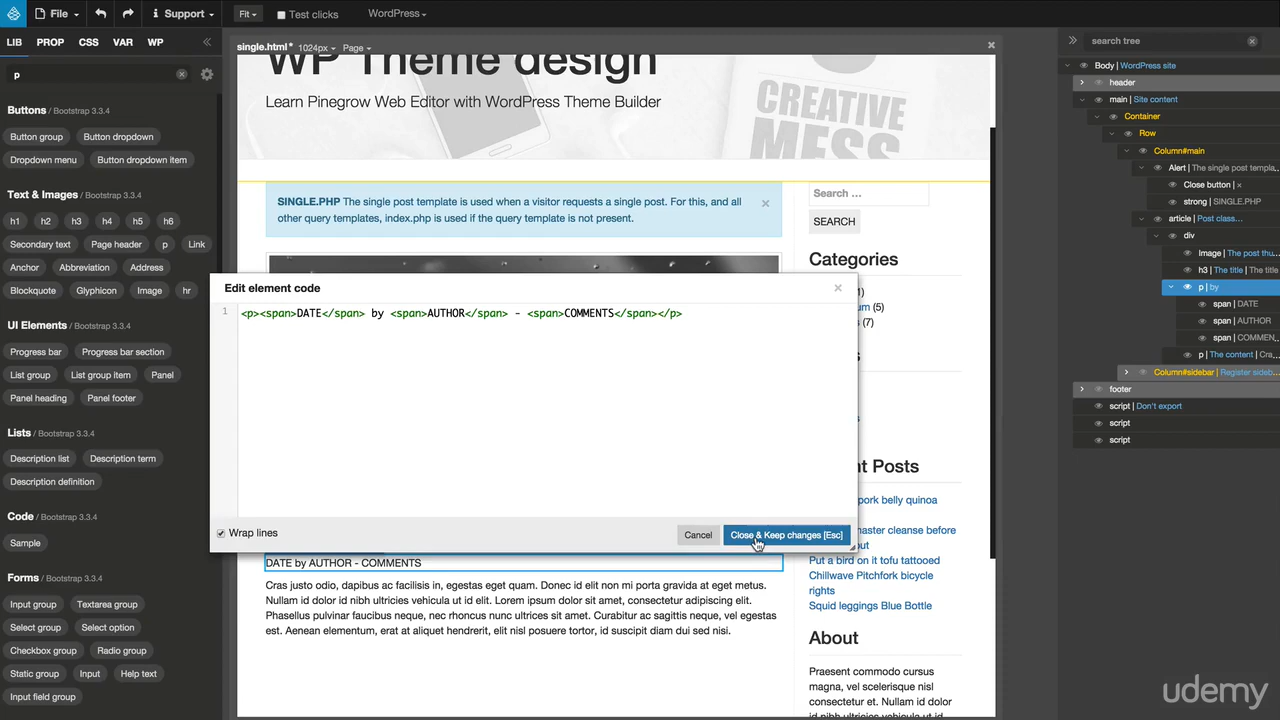 File
Support
Fit
Test clicks
WordPress
LIB PROP CSS VAR WP
single.html* 1024px Page
search tree
p
Buttons / Bootstrap 3.3.4
Button group Button dropdown
Dropdown menu Button dropdown item
Text & Images / Bootstrap 3.3.4
h1 h2 h3 h4 h5 h6
Secondary text Page header p Link
Anchor Abbreviation Address
Blockquote Glyphicon Image hr
UI Elements / Bootstrap 3.3.4
Progress bar Progress bar section
List group List group item Panel
Panel heading Panel footer
Lists / Bootstrap 3.3.4
Description list Description term
Description definition
Code / Bootstrap 3.3.4
Sample
Forms / Bootstrap 3.3.4
Input group Textarea group
Select group Select option
Checkbox group Radio group
Static group Input Help text
Input field group
WP Theme design
Learn Pinegrow Web Editor with WordPress Theme Builder
CREATIVE
MESS
SINGLE.PHP The single post template is used when a visitor requests a single post. For this, and all
other query templates, index.php is used if the query template is not present.
×
Search ...
SEARCH
Categories
1)
um (5)
s (7)
Edit element code
×
1 <p><span>DATE</span> by <span>AUTHOR</span> - <span>COMMENTS</span></p>
Wrap lines
Cancel
Close & Keep changes [Esc]
DATE by AUTHOR - COMMENTS
Cras justo odio, dapibus ac facilisis in, egestas eget quam. Donec id elit non mi porta gravida at eget metus.
Nullam id dolor id nibh ultricies vehicula ut id elit. Lorem ipsum dolor sit amet, consectetur adipiscing elit.
Phasellus pulvinar faucibus neque, nec rhoncus nunc ultrices sit amet. Curabitur ac sagittis neque, vel egestas
est. Aenean elementum, erat at aliquet hendrerit, elit nisl posuere tortor, id suscipit diam dui sed nisi.
s
s
nt Posts
pork belly quinoa
master cleanse before
out
Put a bird on it tofu tattooed
Chillwave Pitchfork bicycle
rights
Squid leggings Blue Bottle
About
Praesent commodo cursus
magna, vel scelerisque nisl
consectetur et. Vivamus
Body | WordPress site
header
main | Site content
Container
Row
Column#main
Alert | The single post templa...
Close button | ×
strong | SINGLE.PHP
article | Post class...
div
Image | The post thu...
h3 | The title | The title
p | by
span | DATE
span | AUTHOR
span | COMMEN...
p | The content | Cra...
Column#sidebar | Register sideb...
footer
script | Don't export
script
script
udemy